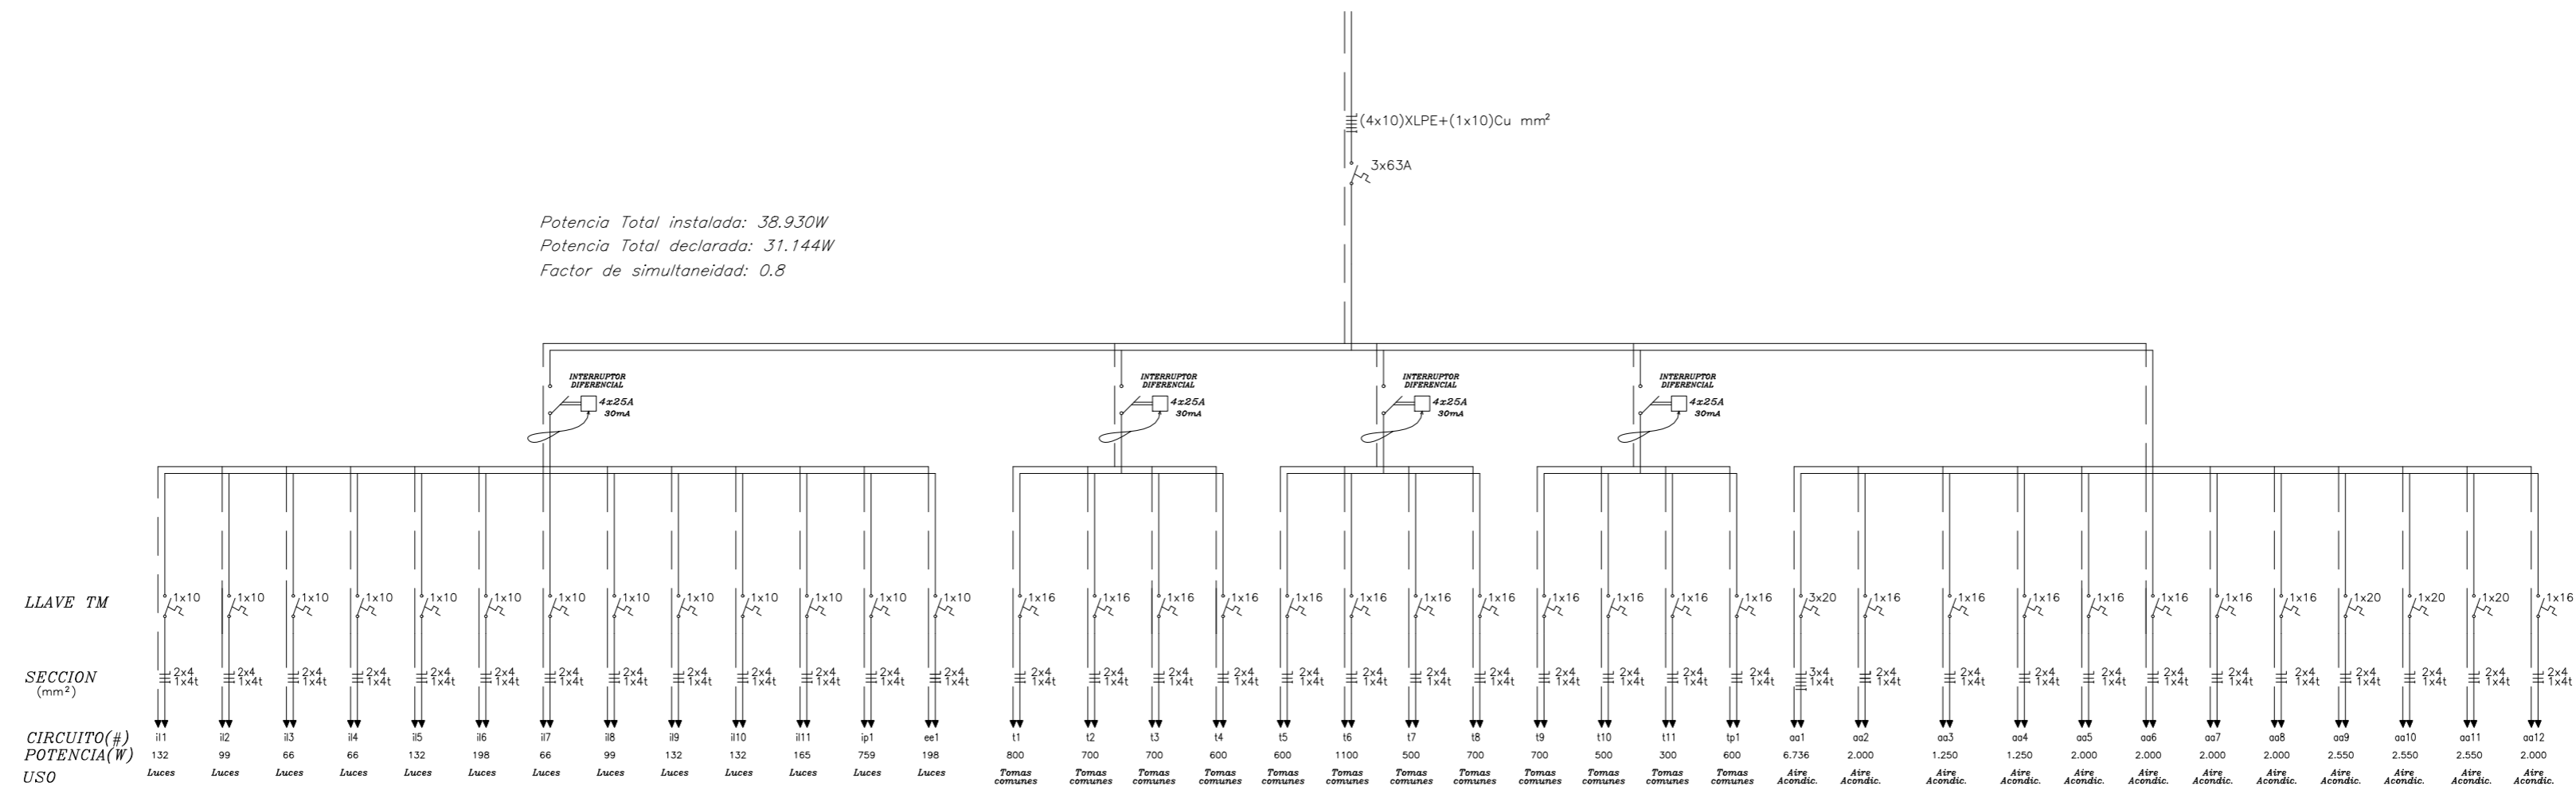 (4x10)XLPE+(1x10)Cu mm²
3x63A
Potencia Total instalada: 38.930W
Potencia Total declarada: 31.144W
Factor de simultaneidad: 0.8
INTERRUPTOR INTERRUPTOR INTERRUPTOR INTERRUPTOR
DIFERENCIAL DIFERENCIAL DIFERENCIAL DIFERENCIAL
4x25A 4x25A 4x25A 4x25A
30mA 30mA 30mA 30mA
LLAVE TM 1x10 1x10 1x10 1x10 1x10 1x10 1x10 1x10 1x10 1x10 1x10 1x10 1x10 1x16 1x16 1x16 1x16 1x16 1x16 1x16 1x16 1x16 1x16 1x16 1x16 3x20 1x16 1x16 1x16 1x16 1x16 1x16 1x16 1x20 1x20 1x20 1x16
SECCION 2x4 2x4 2x4 2x4 2x4 2x4 2x4 2x4 2x4 2x4 2x4 2x4 2x4 2x4 2x4 2x4 2x4 2x4 2x4 2x4 2x4 2x4 2x4 2x4 2x4 3x4 2x4 2x4 2x4 2x4 2x4 2x4 2x4 2x4 2x4 2x4 2x4
(mm²) 1x4t 1x4t 1x4t 1x4t 1x4t 1x4t 1x4t 1x4t 1x4t 1x4t 1x4t 1x4t 1x4t 1x4t 1x4t 1x4t 1x4t 1x4t 1x4t 1x4t 1x4t 1x4t 1x4t 1x4t 1x4t 1x4t 1x4t 1x4t 1x4t 1x4t 1x4t 1x4t 1x4t 1x4t 1x4t 1x4t 1x4t
CIRCUITO(#) il1 il2 il3 il4 il5 il6 il7 il8 il9 il10 il11 ip1 ee1 t1 t2 t3 t4 t5 t6 t7 t8 t9 t10 t11 tp1 aa1 aa2 aa3 aa4 aa5 aa6 aa7 aa8 aa9 aa10 aa11 aa12
POTENCIA(W) 132 99 66 66 132 198 66 99 132 132 165 759 198 800 700 700 600 600 1100 500 700 700 500 300 600 6.736 2.000 1.250 1.250 2.000 2.000 2.000 2.000 2.550 2.550 2.550 2.000
USO Luces Luces Luces Luces Luces Luces Luces Luces Luces Luces Luces Luces Luces Tomas Tomas Tomas Tomas Tomas Tomas Tomas Tomas Tomas Tomas Tomas Tomas Aire Aire Aire Aire Aire Aire Aire Aire Aire Aire Aire Aire
comunes comunes comunes comunes comunes comunes comunes comunes comunes comunes comunes comunes Acondic. Acondic. Acondic. Acondic. Acondic. Acondic. Acondic. Acondic. Acondic. Acondic. Acondic. Acondic.